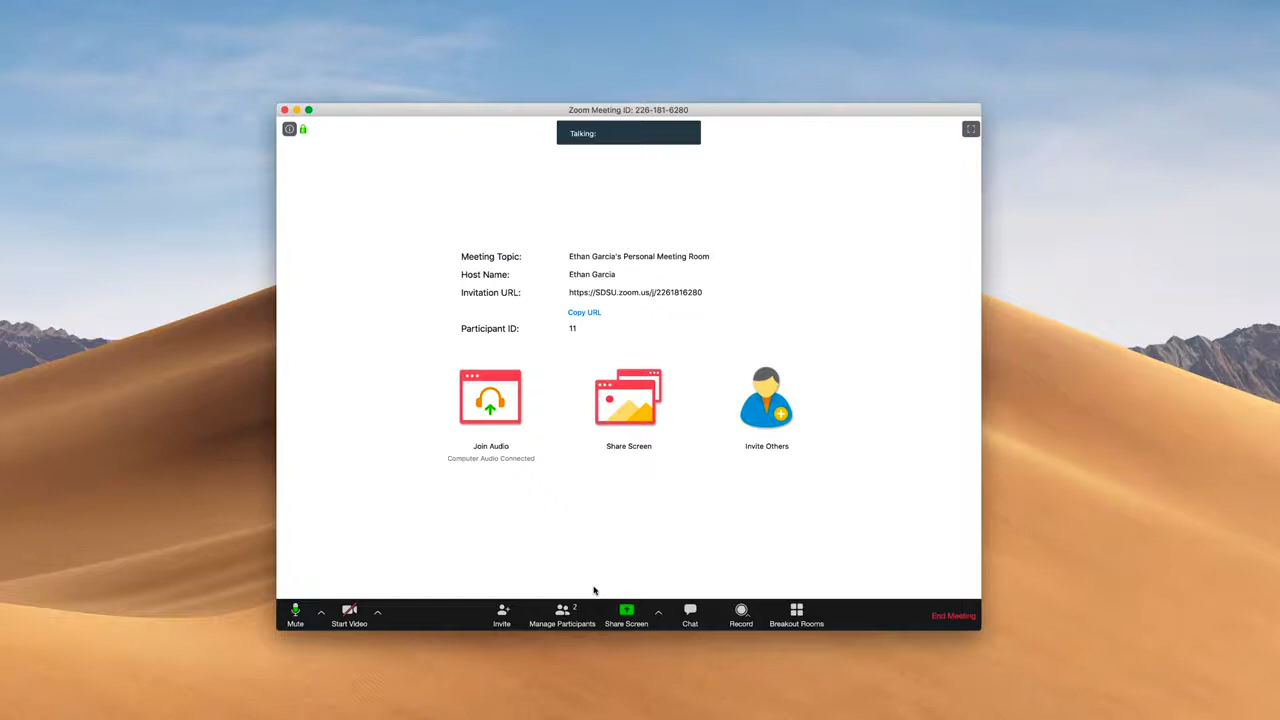 Zoom Meeting ID: 226-181-6280
Talking:
Meeting Topic: Ethan Garcia's Personal Meeting Room
Host Name: Ethan Garcia
Invitation URL: https://SDSU.zoom.us/j/2261816280
Copy URL
Participant ID: 11
Join Audio
Computer Audio Connected
Share Screen
Invite Others
Mute
Start Video
Invite
2
Manage Participants
Share Screen
Chat
Record
Breakout Rooms
End Meeting